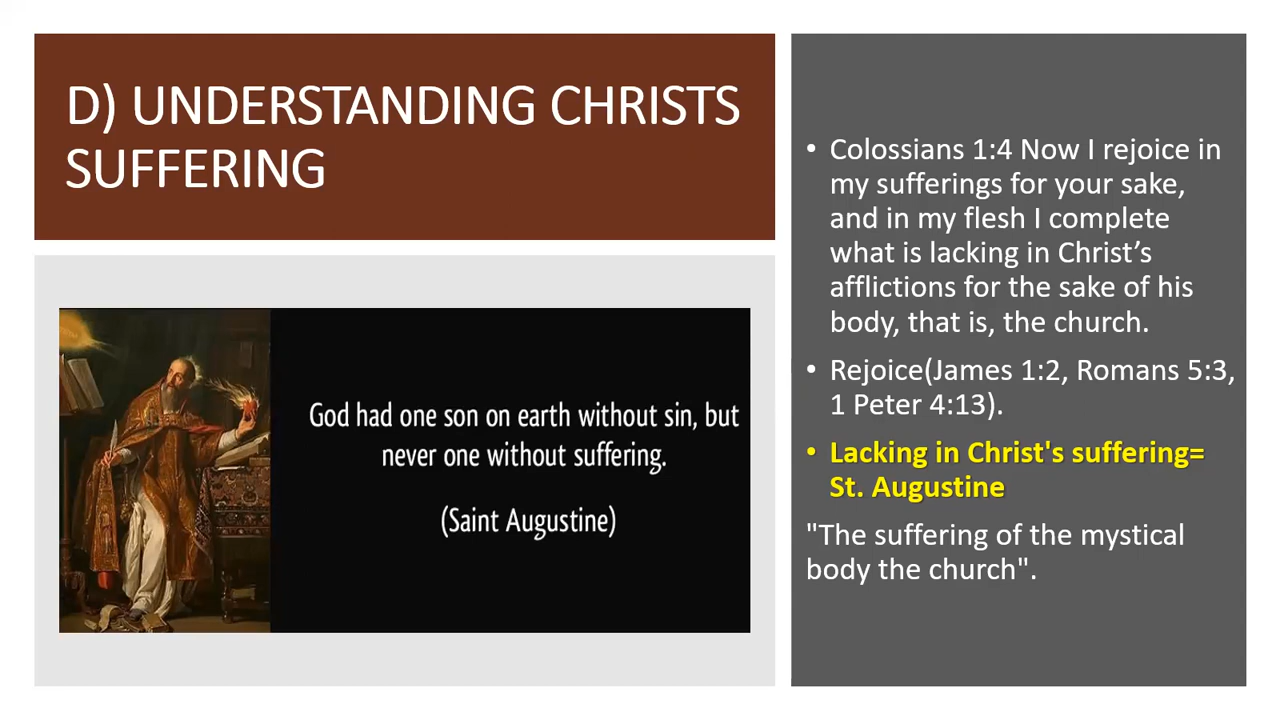 D) UNDERSTANDING CHRISTS
SUFFERING
God had one son on earth without sin, but
never one without suffering.
(Saint Augustine)
• Colossians 1:4 Now I rejoice in
my sufferings for your sake,
and in my flesh I complete
what is lacking in Christ’s
afflictions for the sake of his
body, that is, the church.
• Rejoice(James 1:2, Romans 5:3,
1 Peter 4:13).
• Lacking in Christ's suffering=
St. Augustine
"The suffering of the mystical
body the church".